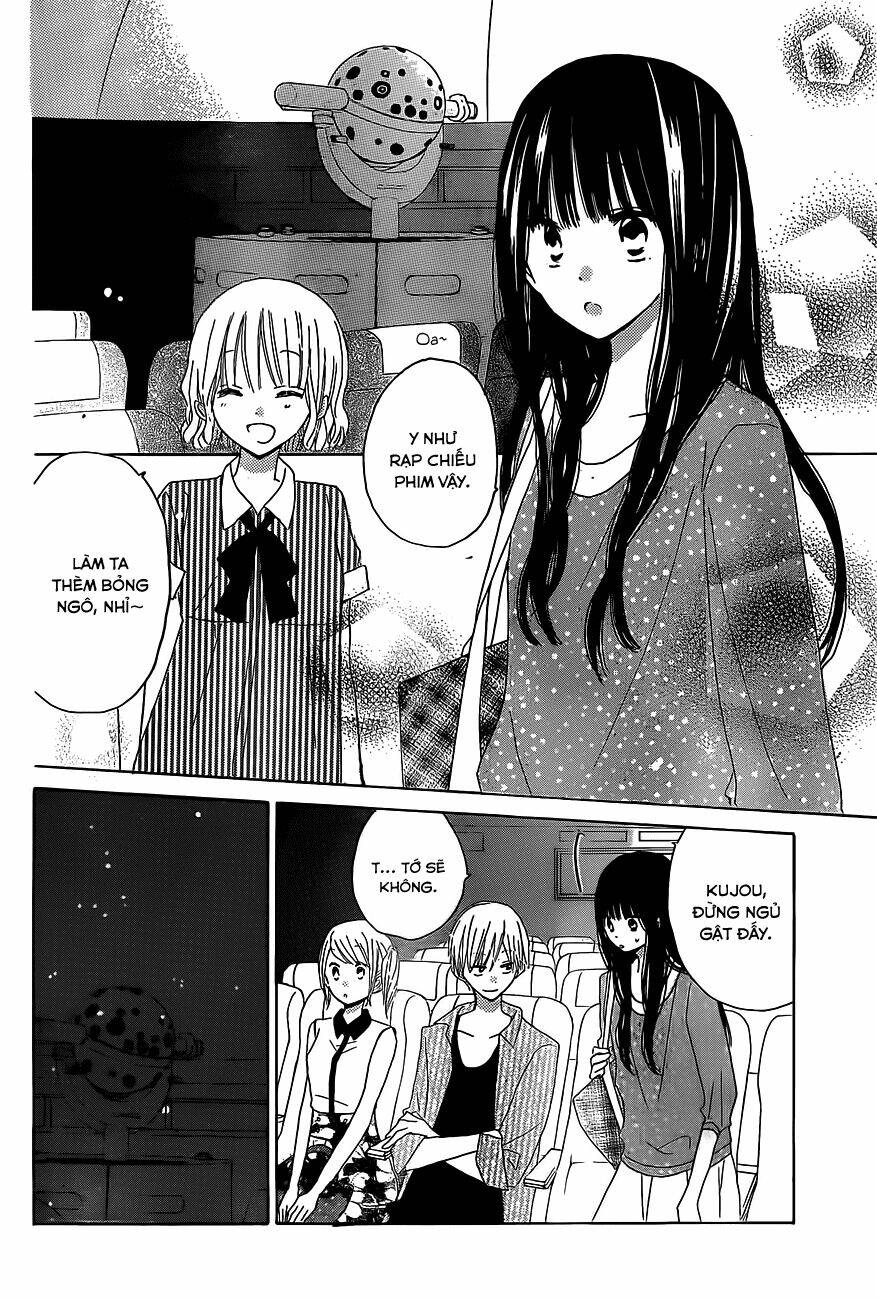 Oa~
Y NHƯ
RẠP CHIẾU
PHIM VẬY.
LÀM TA
THÈM BỎNG
NGÔ, NHỈ~
KUJOU,
ĐỪNG NGỦ
GẬT ĐẤY.
T... TỚ SẼ
KHÔNG.